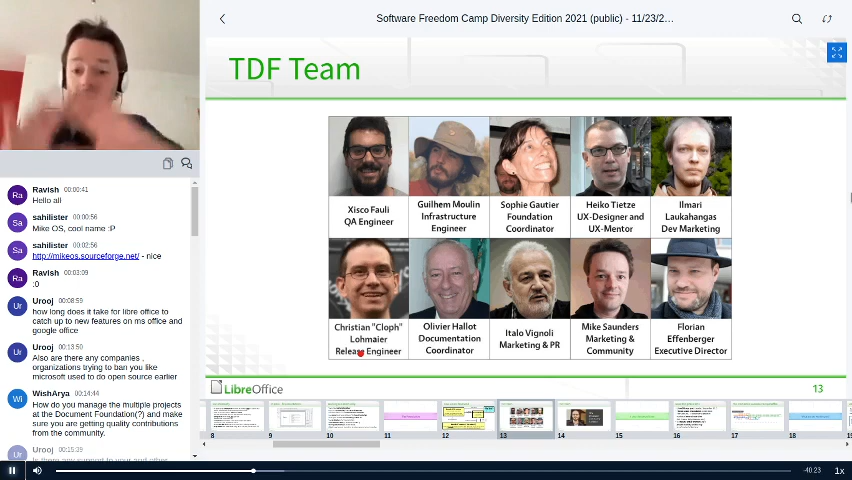 Software Freedom Camp Diversity Edition 2021 (public) - 11/23/2...
TDF Team
Xisco Fauli
QA Engineer
Guilhem Moulin
Infrastructure
Engineer
Sophie Gautier
Foundation
Coordinator
Heiko Tietze
UX-Designer and
UX-Mentor
Ilmari
Laukahangas
Dev Marketing
Christian "Cloph"
Lohmaier
Release Engineer
Olivier Hallot
Documentation
Coordinator
Italo Vignoli
Marketing & PR
Mike Saunders
Marketing &
Community
Florian
Effenberger
Executive Director
LibreOffice
13
Ra
Ravish 00:00:41
Hello all
Sa
sahilister 00:00:56
Mike OS, cool name :P
Sa
sahilister 00:02:56
http://mikeos.sourceforge.net/ - nice
Ra
Ravish 00:03:09
:0
Ur
Urooj 00:08:59
how long does it take for libre office to
catch up to new features on ms office and
google office
Ur
Urooj 00:13:50
Also are there any companies ,
organizations trying to ban you like
microsoft used to do open source earlier
Wi
WishArya 00:14:44
How do you manage the multiple projects
at the Document Foundation(?) and make
sure you are getting quality contributions
from the community.
Ur
Urooj 00:15:39
8
9
10
11
12
13
14
15
16
17
18
19
-40:23
1x